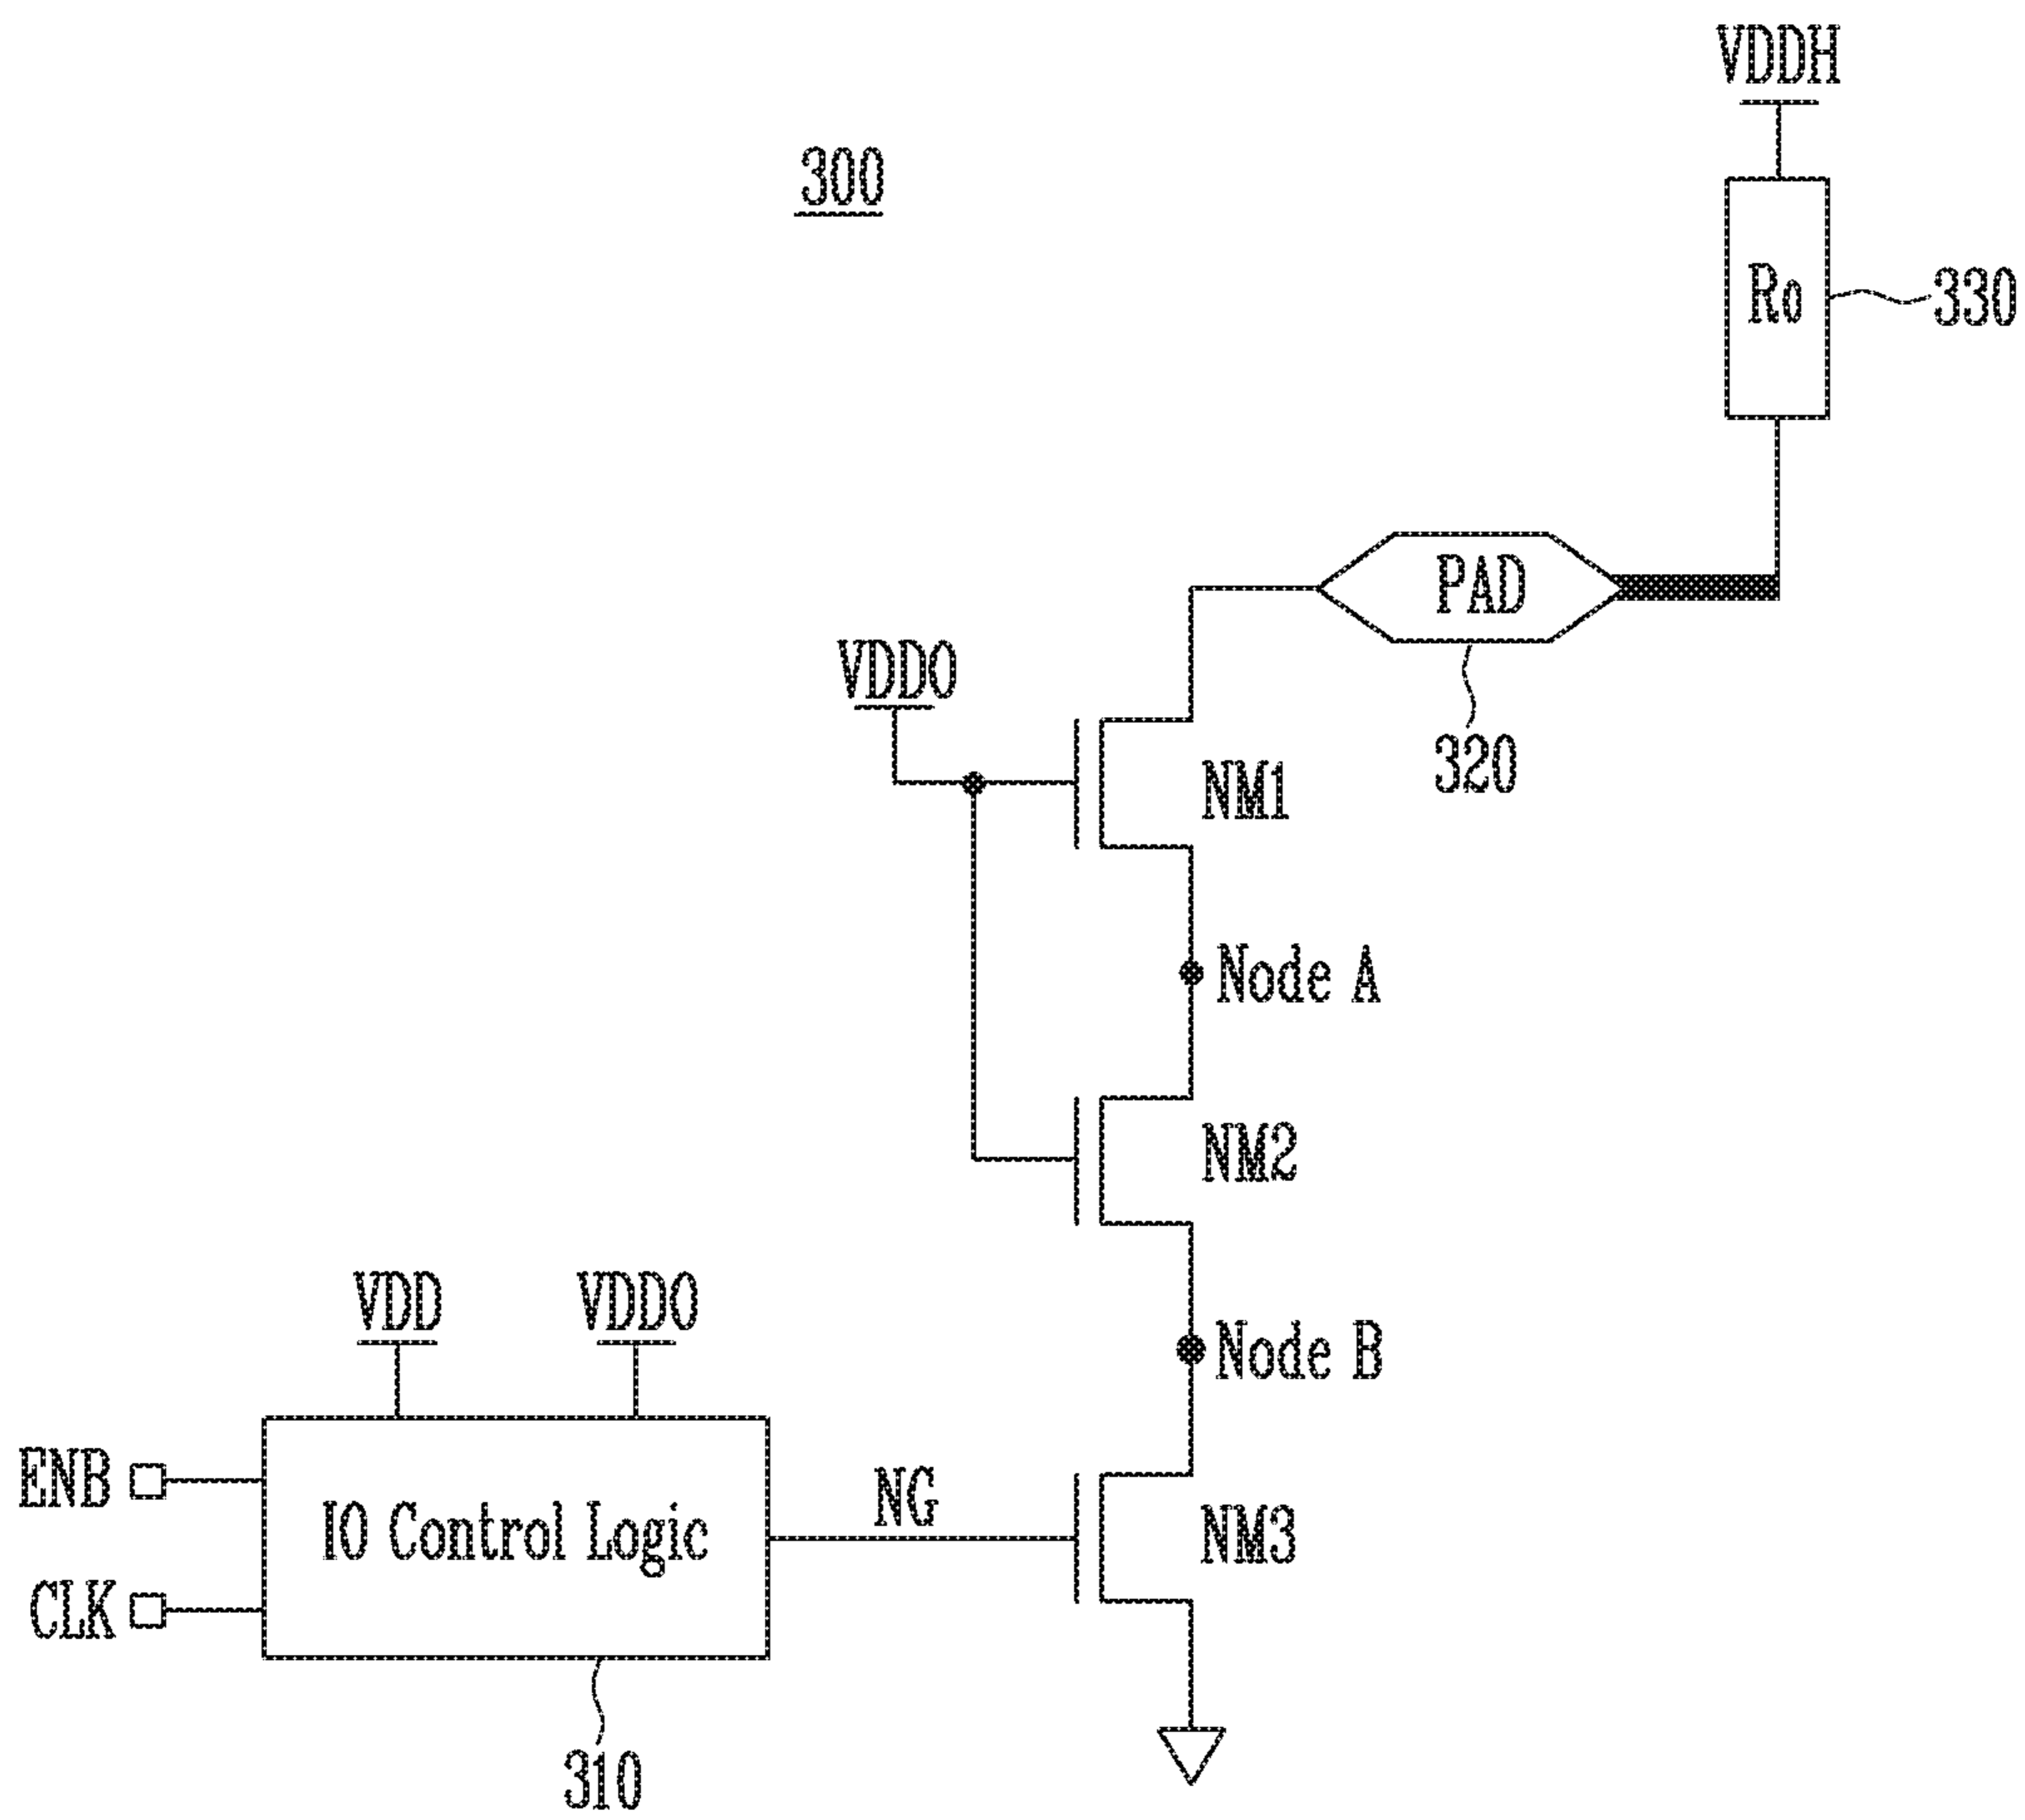 VDDH
300
R0
330
PAD
VDDO
320
NM1
Node A
NM2
VDD
VDDO
Node B
ENB
NG
IO Control Logic
NM3
CLK
310